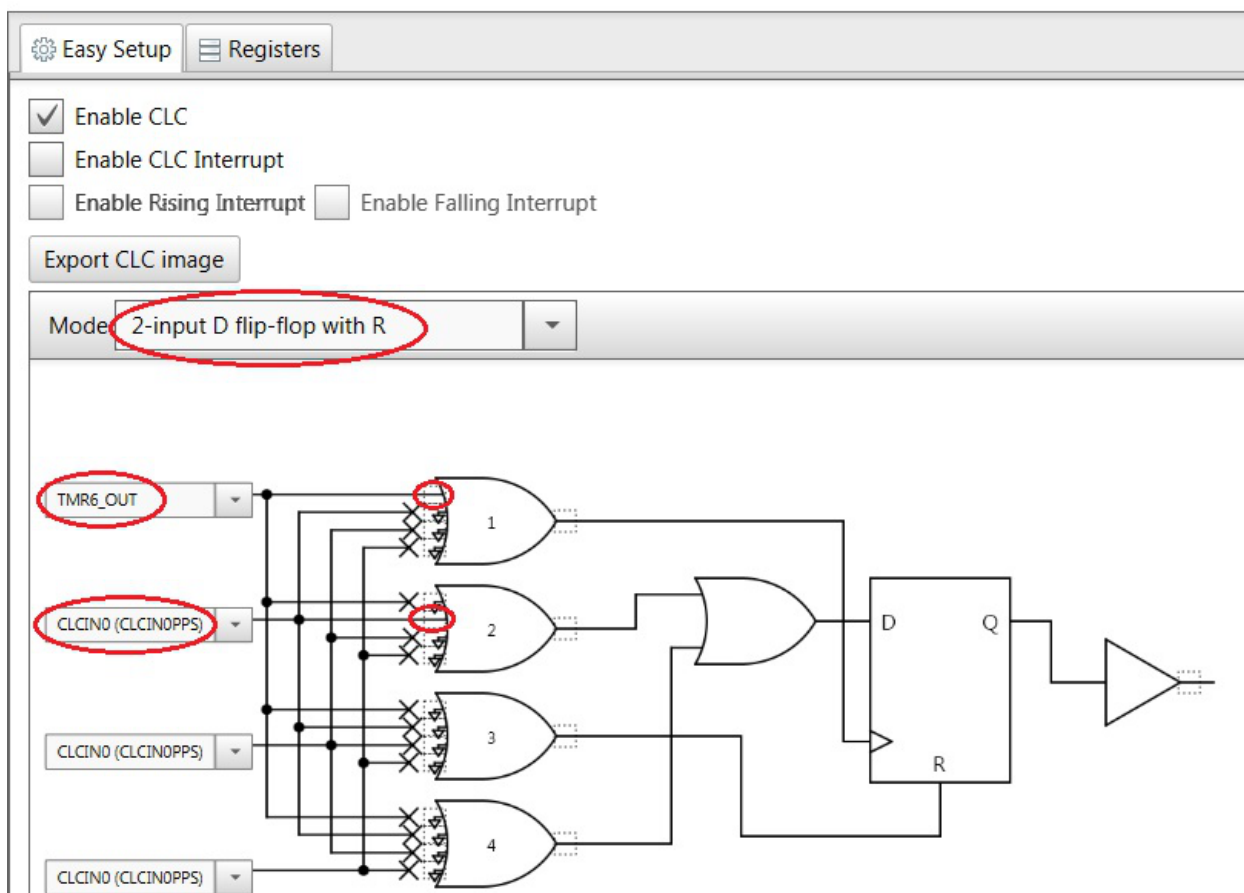 Easy Setup Registers
Enable CLC
Enable CLC Interrupt
Enable Rising Interrupt Enable Falling Interrupt
Export CLC image
Mode 2-input D flip-flop with R
TMR6_OUT
1
CLCIN0 (CLCIN0PPS)
2
D Q
CLCIN0 (CLCIN0PPS)
3
R
4
CLCIN0 (CLCIN0PPS)